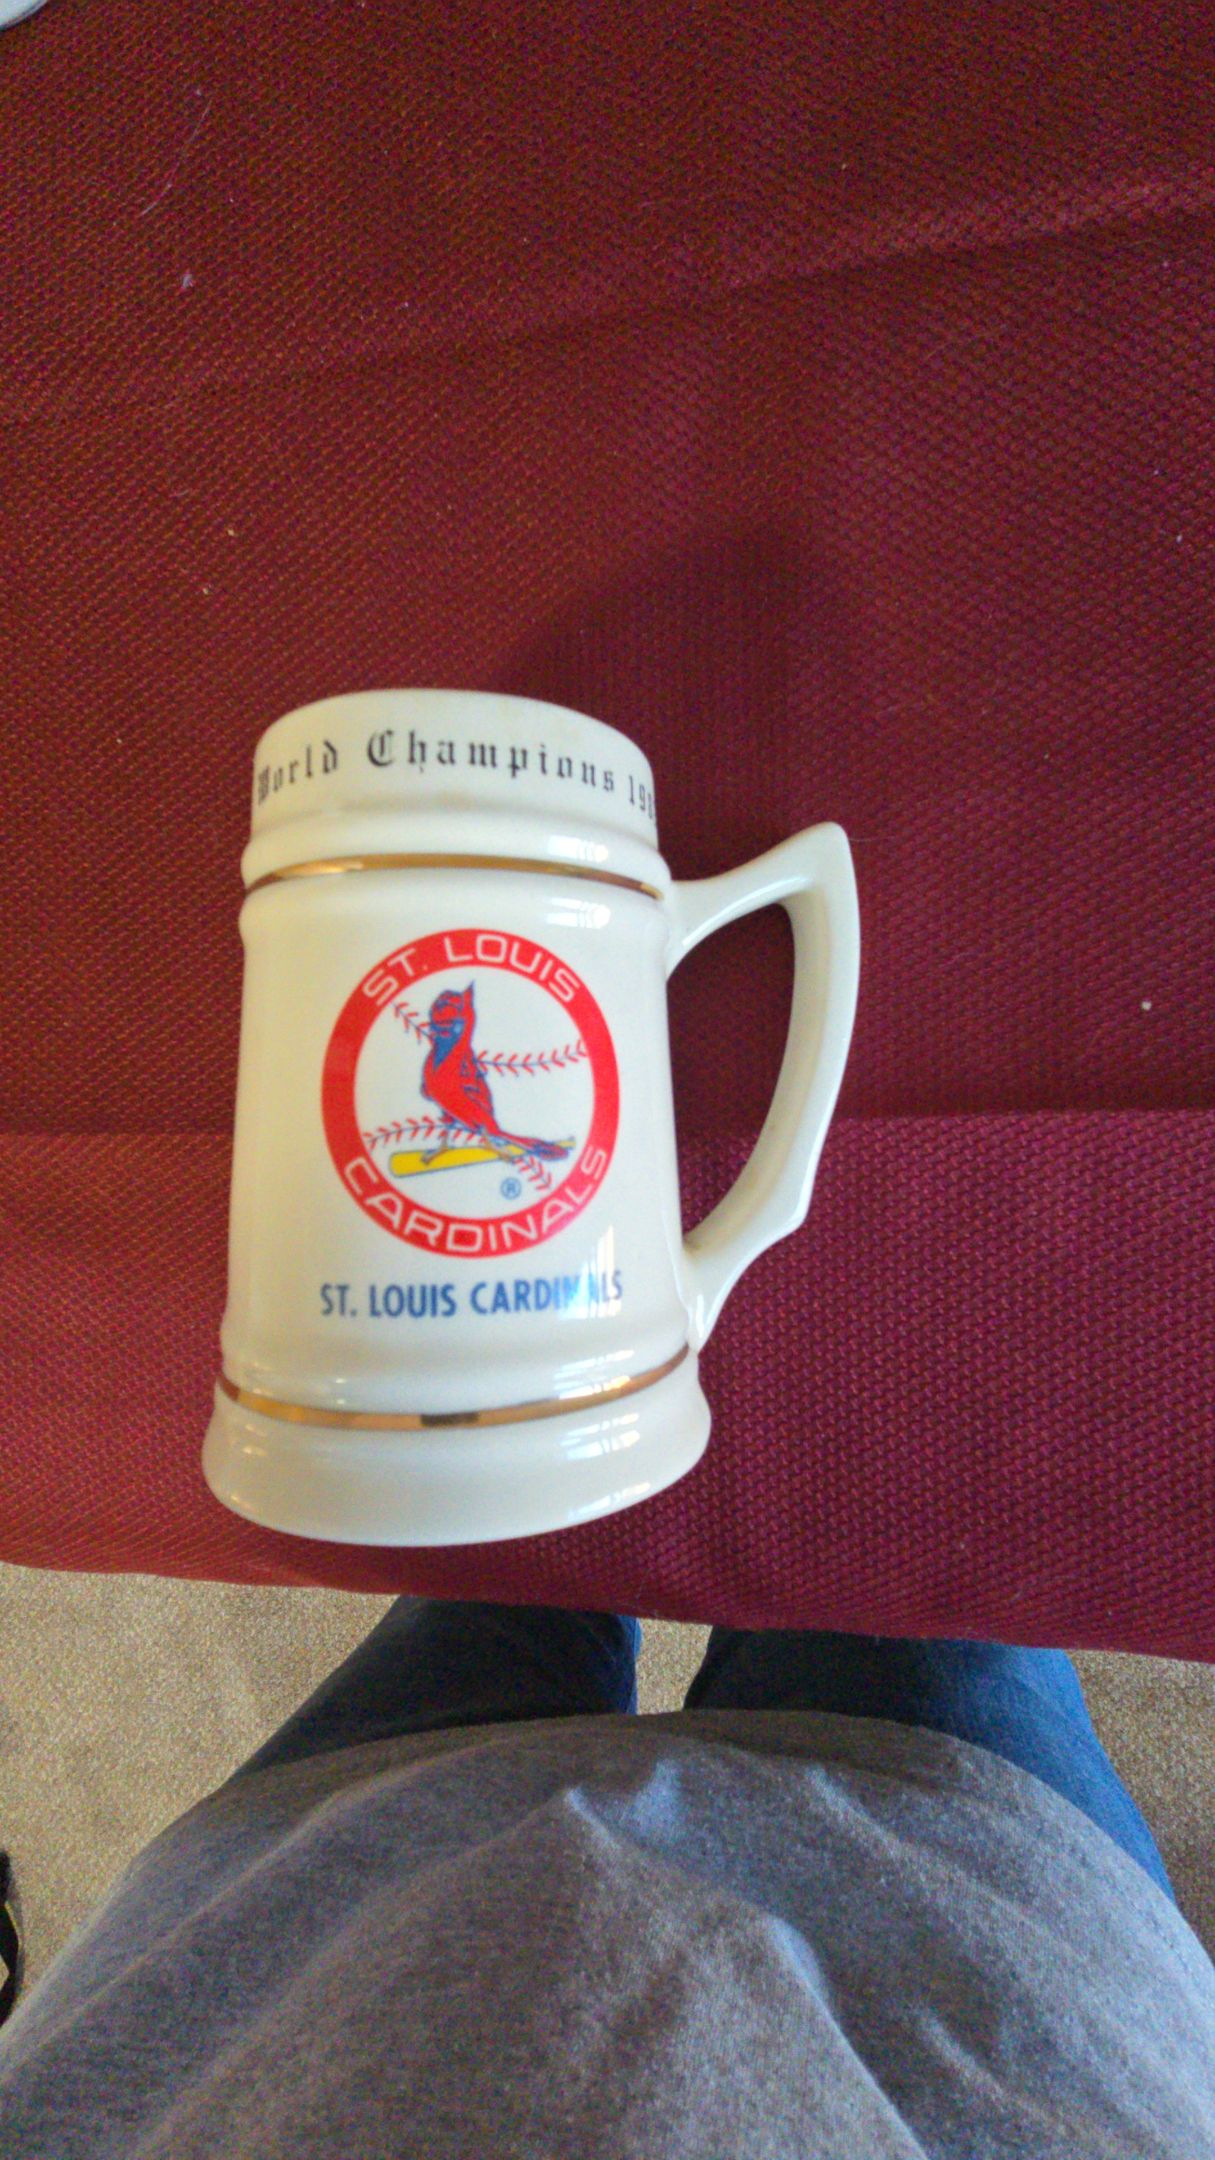 World Champions
ST. LOUIS
CARDINALS
®
ST. LOUIS CARDINALS